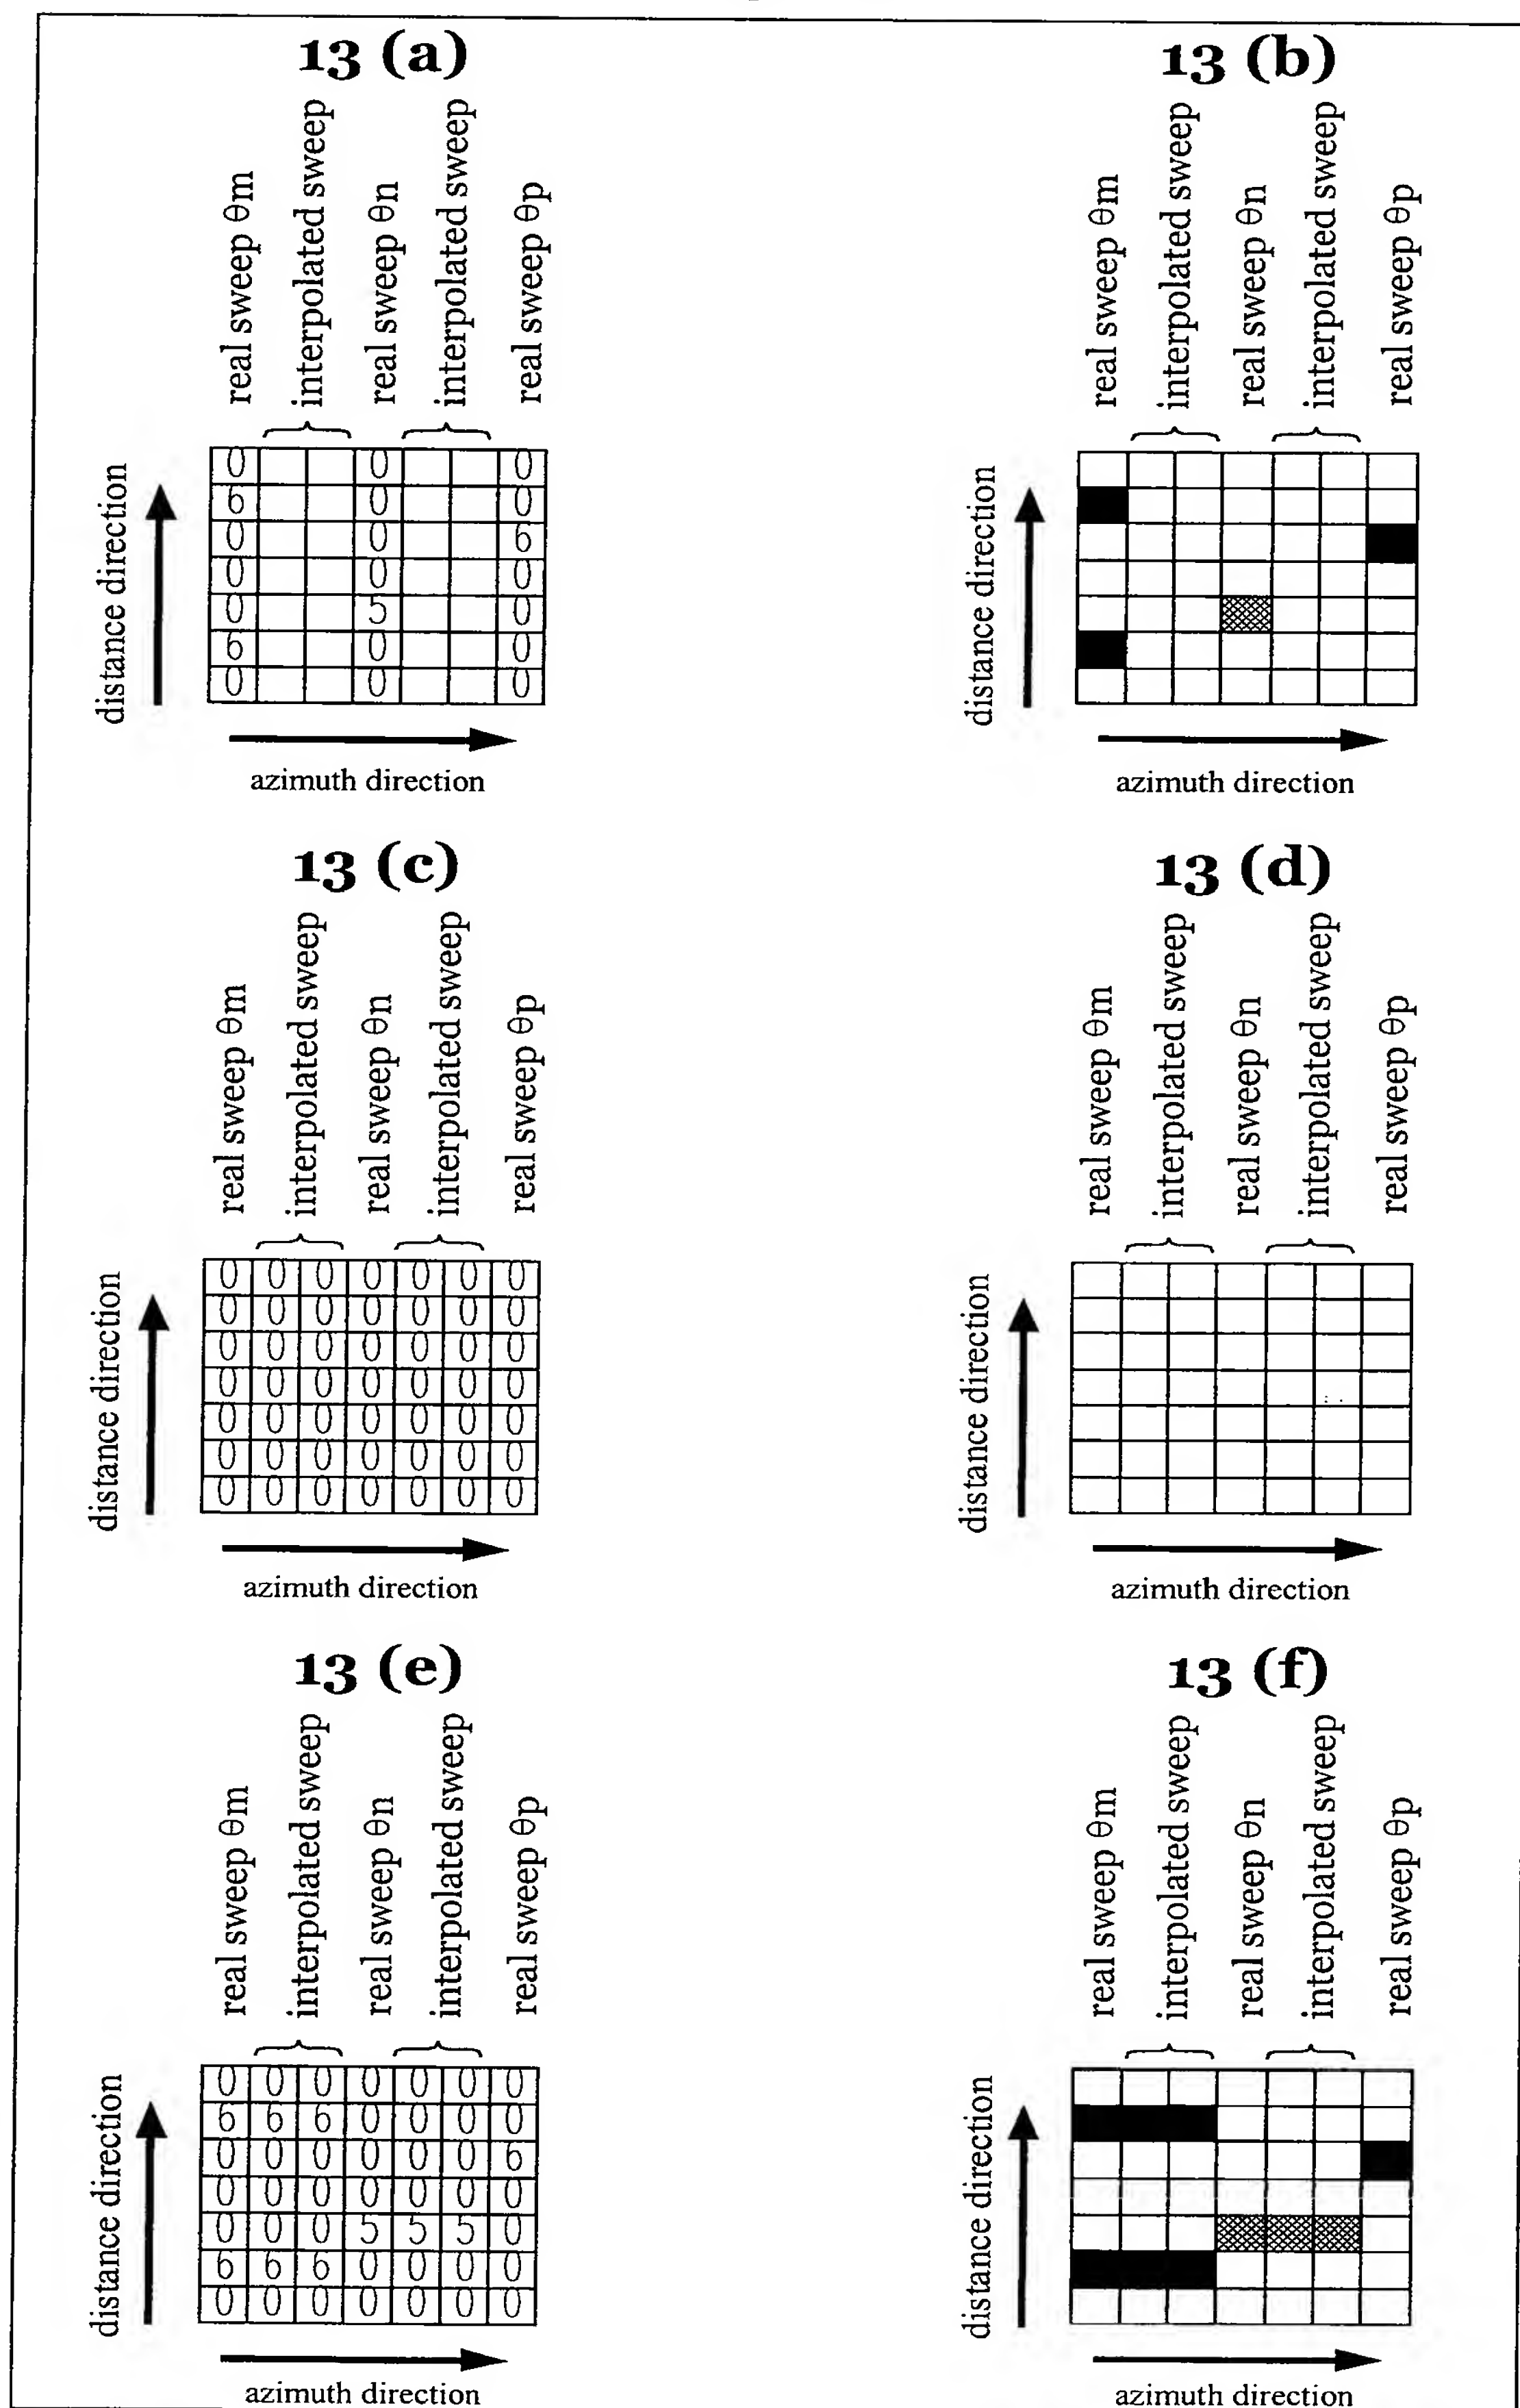 13 (a)
real sweep θm
interpolated sweep
real sweep θn
interpolated sweep
real sweep θp
distance direction
0 0 0
6 0 0
0 0 6
0 0 0
0 5 0
6 0 0
0 0 0
azimuth direction
13 (b)
real sweep θm
interpolated sweep
real sweep θn
interpolated sweep
real sweep θp
distance direction
azimuth direction
13 (c)
real sweep θm
interpolated sweep
real sweep θn
interpolated sweep
real sweep θp
distance direction
0 0 0 0 0 0 0
0 0 0 0 0 0 0
0 0 0 0 0 0 0
0 0 0 0 0 0 0
0 0 0 0 0 0 0
0 0 0 0 0 0 0
0 0 0 0 0 0 0
azimuth direction
13 (d)
real sweep θm
interpolated sweep
real sweep θn
interpolated sweep
real sweep θp
distance direction
azimuth direction
13 (e)
real sweep θm
interpolated sweep
real sweep θn
interpolated sweep
real sweep θp
distance direction
0 0 0 0 0 0 0
6 6 6 0 0 0 0
0 0 0 0 0 0 6
0 0 0 0 0 0 0
0 0 0 5 5 5 0
6 6 6 0 0 0 0
0 0 0 0 0 0 0
azimuth direction
13 (f)
real sweep θm
interpolated sweep
real sweep θn
interpolated sweep
real sweep θp
distance direction
azimuth direction